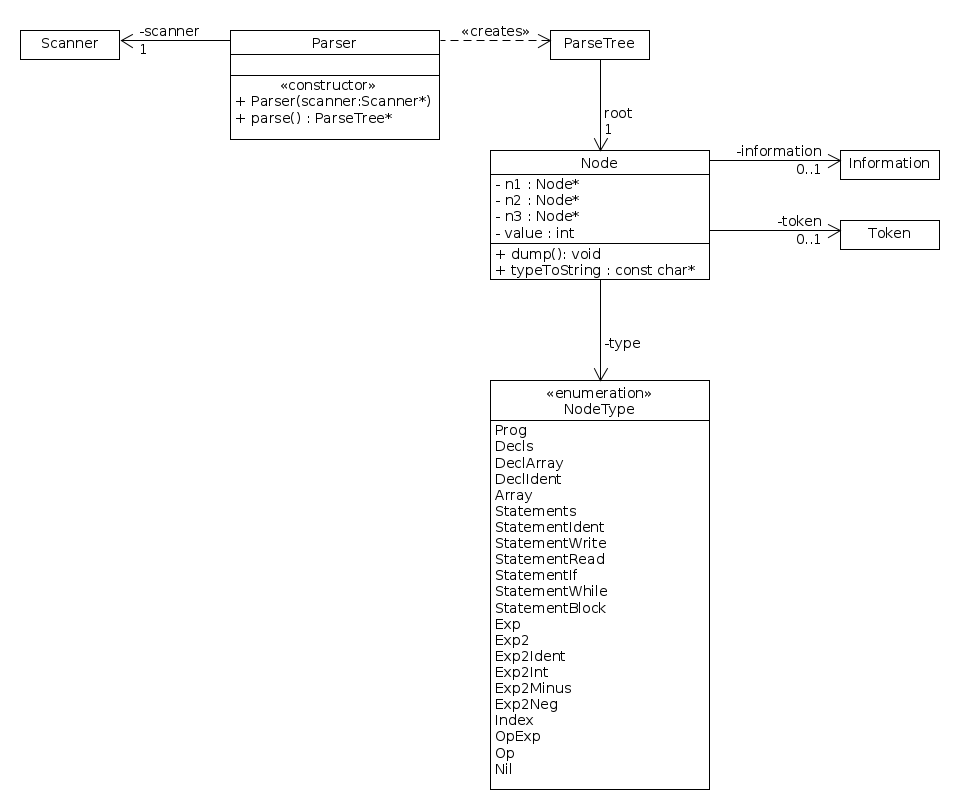 Scanner
-scanner
1
Parser
«constructor»
+ Parser(scanner:Scanner*)
+ parse() : ParseTree*
«creates»
ParseTree
root
1
Node
- n1 : Node*
- n2 : Node*
- n3 : Node*
- value : int
+ dump(): void
+ typeToString : const char*
-information
0..1
Information
-token
0..1
Token
-type
«enumeration»
NodeType
Prog
Decls
DeclArray
DeclIdent
Array
Statements
StatementIdent
StatementWrite
StatementRead
StatementIf
StatementWhile
StatementBlock
Exp
Exp2
Exp2Ident
Exp2Int
Exp2Minus
Exp2Neg
Index
OpExp
Op
Nil